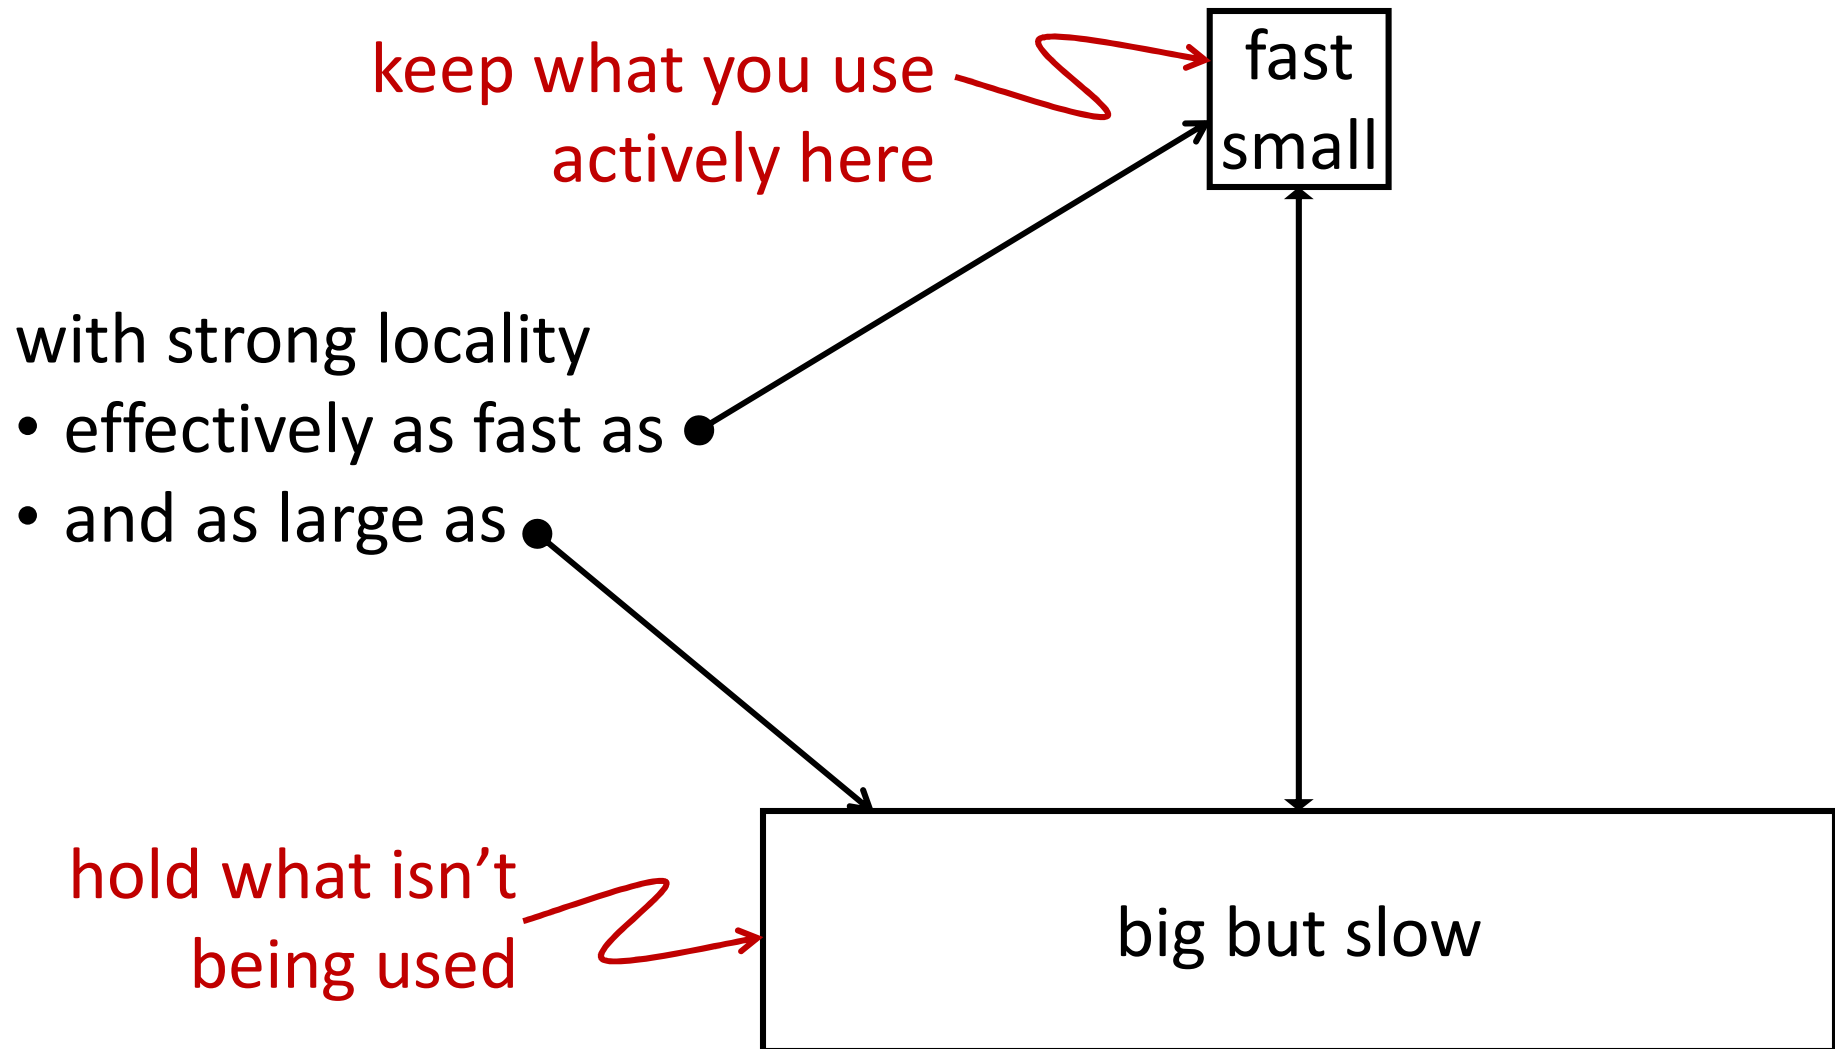 keep what you use
actively here
fast
small
with strong locality
• effectively as fast as
• and as large as
hold what isn’t
being used
big but slow